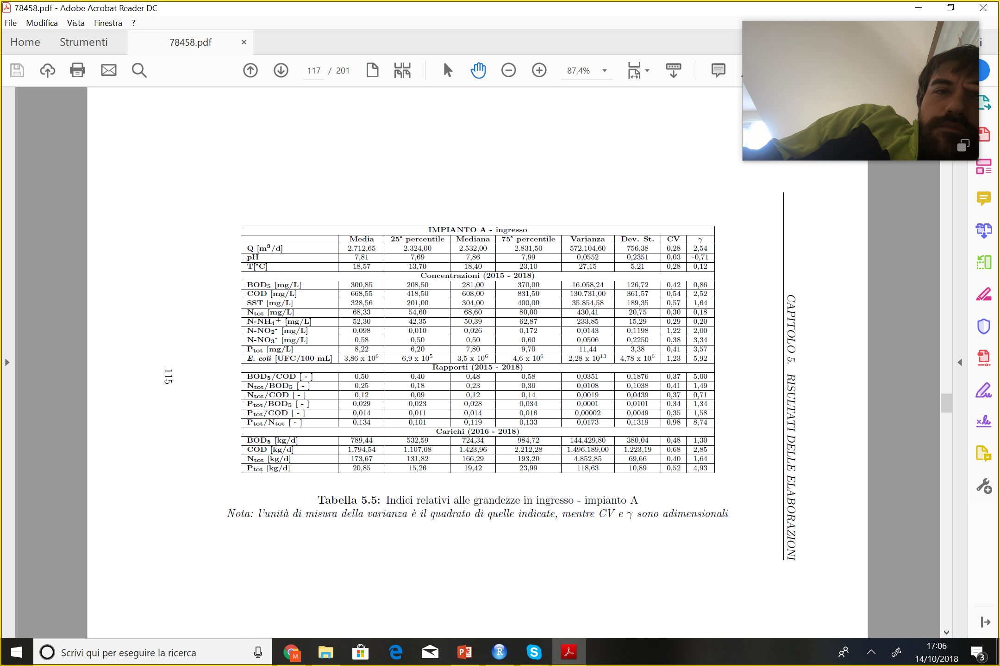 78458.pdf - Adobe Acrobat Reader DC
File Modifica Vista Finestra ?
Home Strumenti 78458.pdf ×
117 / 201 87,4%
IMPIANTO A - ingresso
Media 25° percentile Mediana 75° percentile Varianza Dev. St. CV γ
Q [m³/d] 2.712,65 2.324,00 2.532,00 2.831,50 572.104,60 756,38 0,28 2,54
pH 7,81 7,69 7,86 7,99 0,0552 0,2351 0,03 -0,71
T[°C] 18,57 13,70 18,40 23,10 27,15 5,21 0,28 0,12
Concentrazioni (2015 - 2018)
BOD₅ [mg/L] 300,85 208,50 281,00 370,00 16.058,24 126,72 0,42 0,86
COD [mg/L] 668,55 418,50 608,00 831,50 130.731,00 361,57 0,54 2,52
SST [mg/L] 328,56 201,00 304,00 400,00 35.854,58 189,35 0,57 1,64
Ntot [mg/L] 68,33 54,60 68,60 80,00 430,41 20,75 0,30 0,18
N-NH₄⁺ [mg/L] 52,30 42,35 50,39 62,87 233,85 15,29 0,29 0,20
N-NO₂⁻ [mg/L] 0,098 0,010 0,026 0,172 0,0143 0,1198 1,22 2,00
N-NO₃⁻ [mg/L] 0,58 0,50 0,50 0,60 0,0506 0,2250 0,38 3,34
Ptot [mg/L] 8,22 6,20 7,80 9,70 11,44 3,38 0,41 3,57
E. coli [UFC/100 mL] 3,86 x 10⁶ 6,9 x 10⁵ 3,5 x 10⁶ 4,6 x 10⁶ 2,28 x 10¹³ 4,78 x 10⁶ 1,23 5,92
Rapporti (2015 - 2018)
BOD₅/COD [ - ] 0,50 0,40 0,48 0,58 0,0351 0,1876 0,37 5,00
Ntot/BOD₅ [ - ] 0,25 0,18 0,23 0,30 0,0108 0,1038 0,41 1,49
Ntot/COD [ - ] 0,12 0,09 0,12 0,14 0,0019 0,0439 0,37 0,71
Ptot/BOD₅ [ - ] 0,029 0,023 0,028 0,034 0,0001 0,0101 0,34 1,34
Ptot/COD [ - ] 0,014 0,011 0,014 0,016 0,00002 0,0049 0,35 1,58
Ptot/Ntot [ - ] 0,134 0,101 0,119 0,133 0,0173 0,1319 0,98 8,74
Carichi (2016 - 2018)
BOD₅ [kg/d] 789,44 532,59 724,34 984,72 144.429,80 380,04 0,48 1,30
COD [kg/d] 1.794,54 1.107,08 1.423,96 2.212,28 1.496.189,00 1.223,19 0,68 2,85
Ntot [kg/d] 173,67 131,82 166,29 193,20 4.852,85 69,66 0,40 1,64
Ptot [kg/d] 20,85 15,26 19,42 23,99 118,63 10,89 0,52 4,93
Tabella 5.5: Indici relativi alle grandezze in ingresso - impianto A
Nota: l'unità di misura della varianza è il quadrato di quelle indicate, mentre CV e γ sono adimensionali
115
CAPITOLO 5. RISULTATI DELLE ELABORAZIONI
Scrivi qui per eseguire la ricerca
17:06
14/10/2018
3